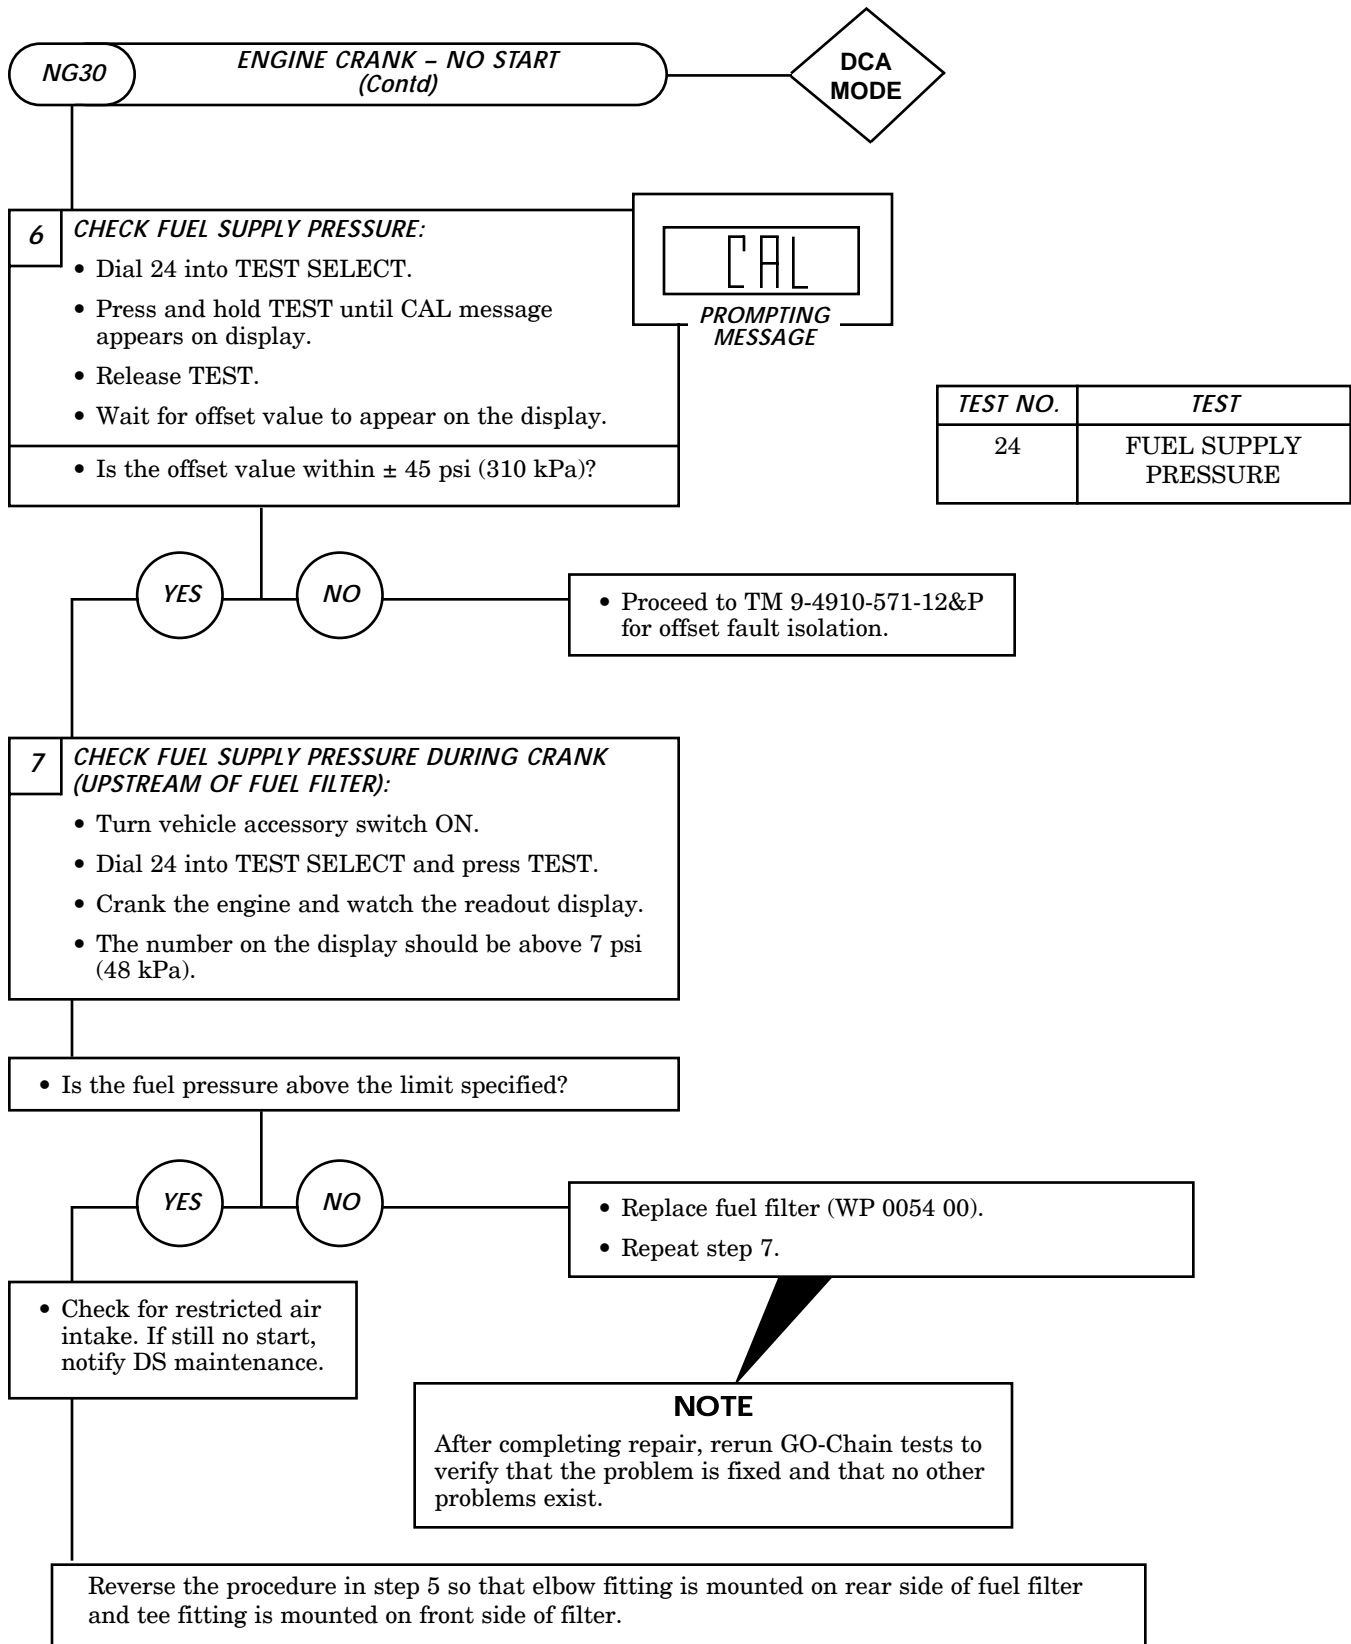 NG30
ENGINE CRANK – NO START
(Contd)
DCA
MODE
6
CHECK FUEL SUPPLY PRESSURE:
• Dial 24 into TEST SELECT.
• Press and hold TEST until CAL message
appears on display.
• Release TEST.
• Wait for offset value to appear on the display.
• Is the offset value within ± 45 psi (310 kPa)?
CAL
PROMPTING
MESSAGE
TEST NO. TEST
24 FUEL SUPPLY
PRESSURE
YES
NO
• Proceed to TM 9-4910-571-12&P
for offset fault isolation.
7
CHECK FUEL SUPPLY PRESSURE DURING CRANK
(UPSTREAM OF FUEL FILTER):
• Turn vehicle accessory switch ON.
• Dial 24 into TEST SELECT and press TEST.
• Crank the engine and watch the readout display.
• The number on the display should be above 7 psi
(48 kPa).
• Is the fuel pressure above the limit specified?
YES
NO
• Replace fuel filter (WP 0054 00).
• Repeat step 7.
• Check for restricted air
intake. If still no start,
notify DS maintenance.
NOTE
After completing repair, rerun GO-Chain tests to
verify that the problem is fixed and that no other
problems exist.
Reverse the procedure in step 5 so that elbow fitting is mounted on rear side of fuel filter
and tee fitting is mounted on front side of filter.